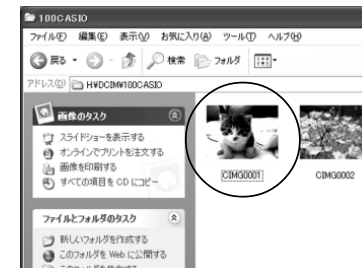 100CASIO
ファイル(F) 編集(E) 表示(V) お気に入り(A) ツール(T) ヘルプ(H)
戻る 検索 フォルダ
アドレス(D) H¥DCIM¥100CASIO
画像のタスク
スライドショーを表示する
オンラインでプリントを注文する
画像を印刷する
すべての項目を CD にコピー
CIMG0001 CIMG0002
ファイルとフォルダのタスク
新しいフォルダを作成する
このフォルダを Web に公開する